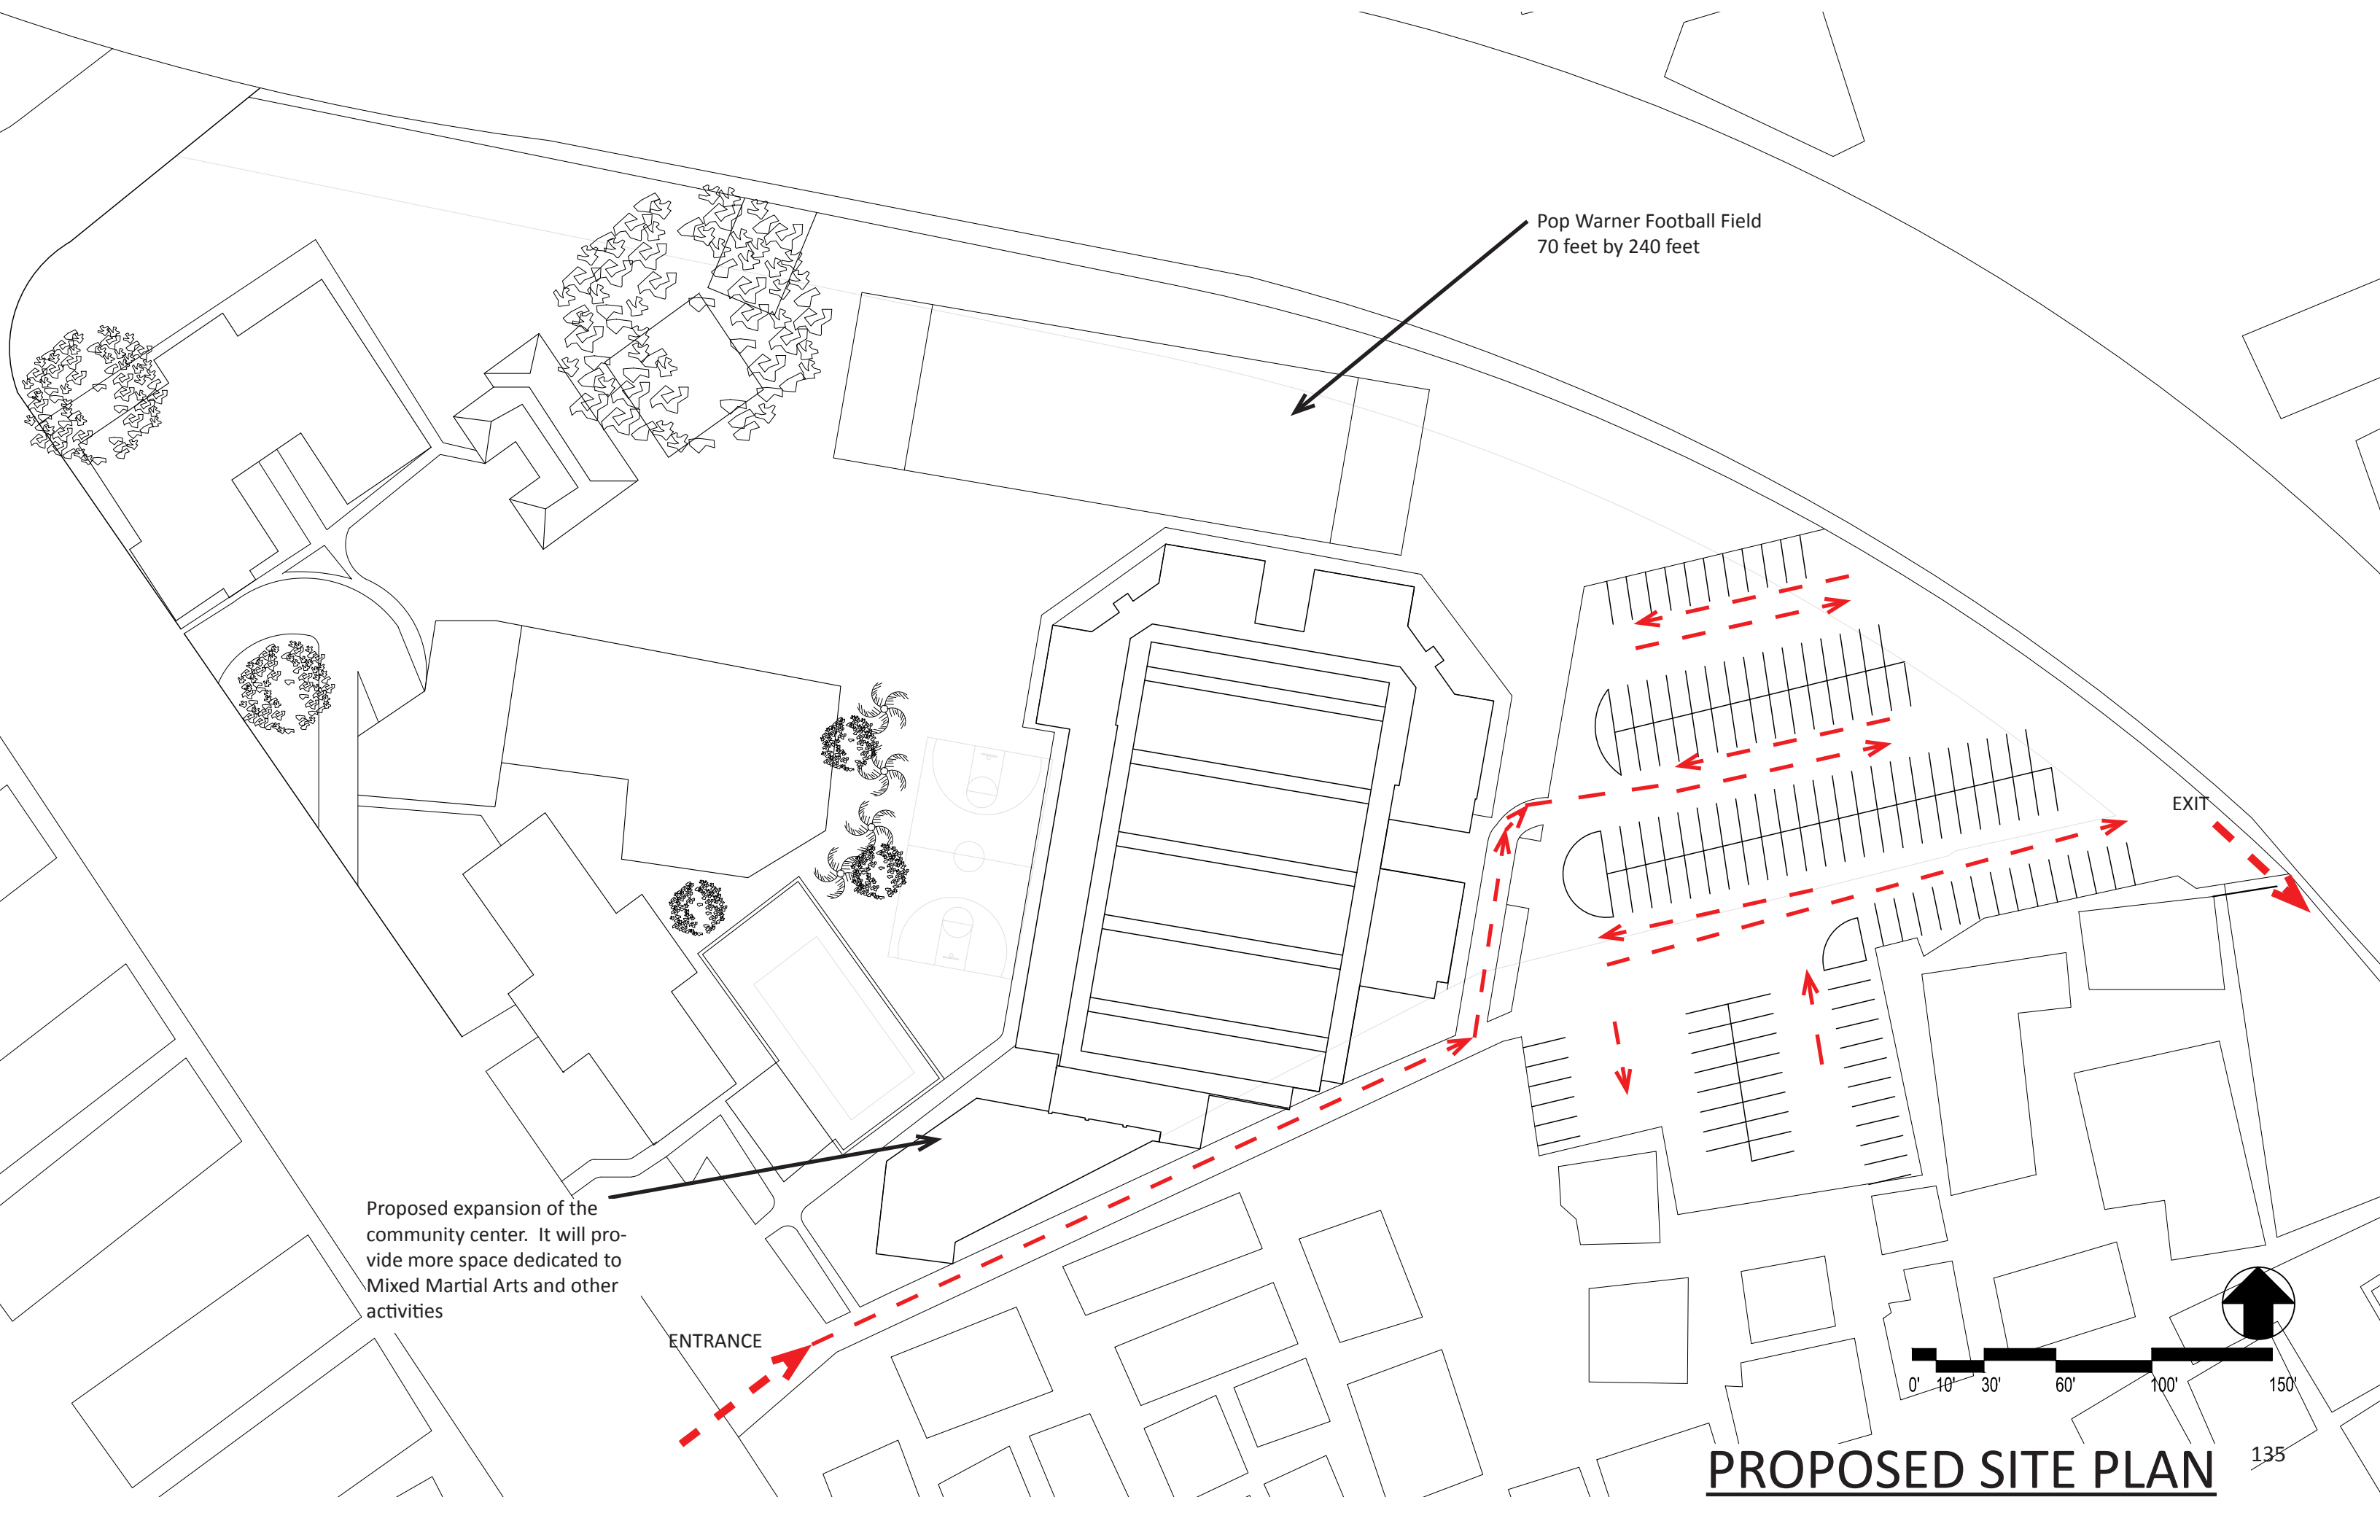 Pop Warner Football Field
70 feet by 240 feet
EXIT
Proposed expansion of the
community center.  It will pro-
vide more space dedicated to
Mixed Martial Arts and other
activities
ENTRANCE
0' 10' 30' 60' 100' 150'
PROPOSED SITE PLAN
135